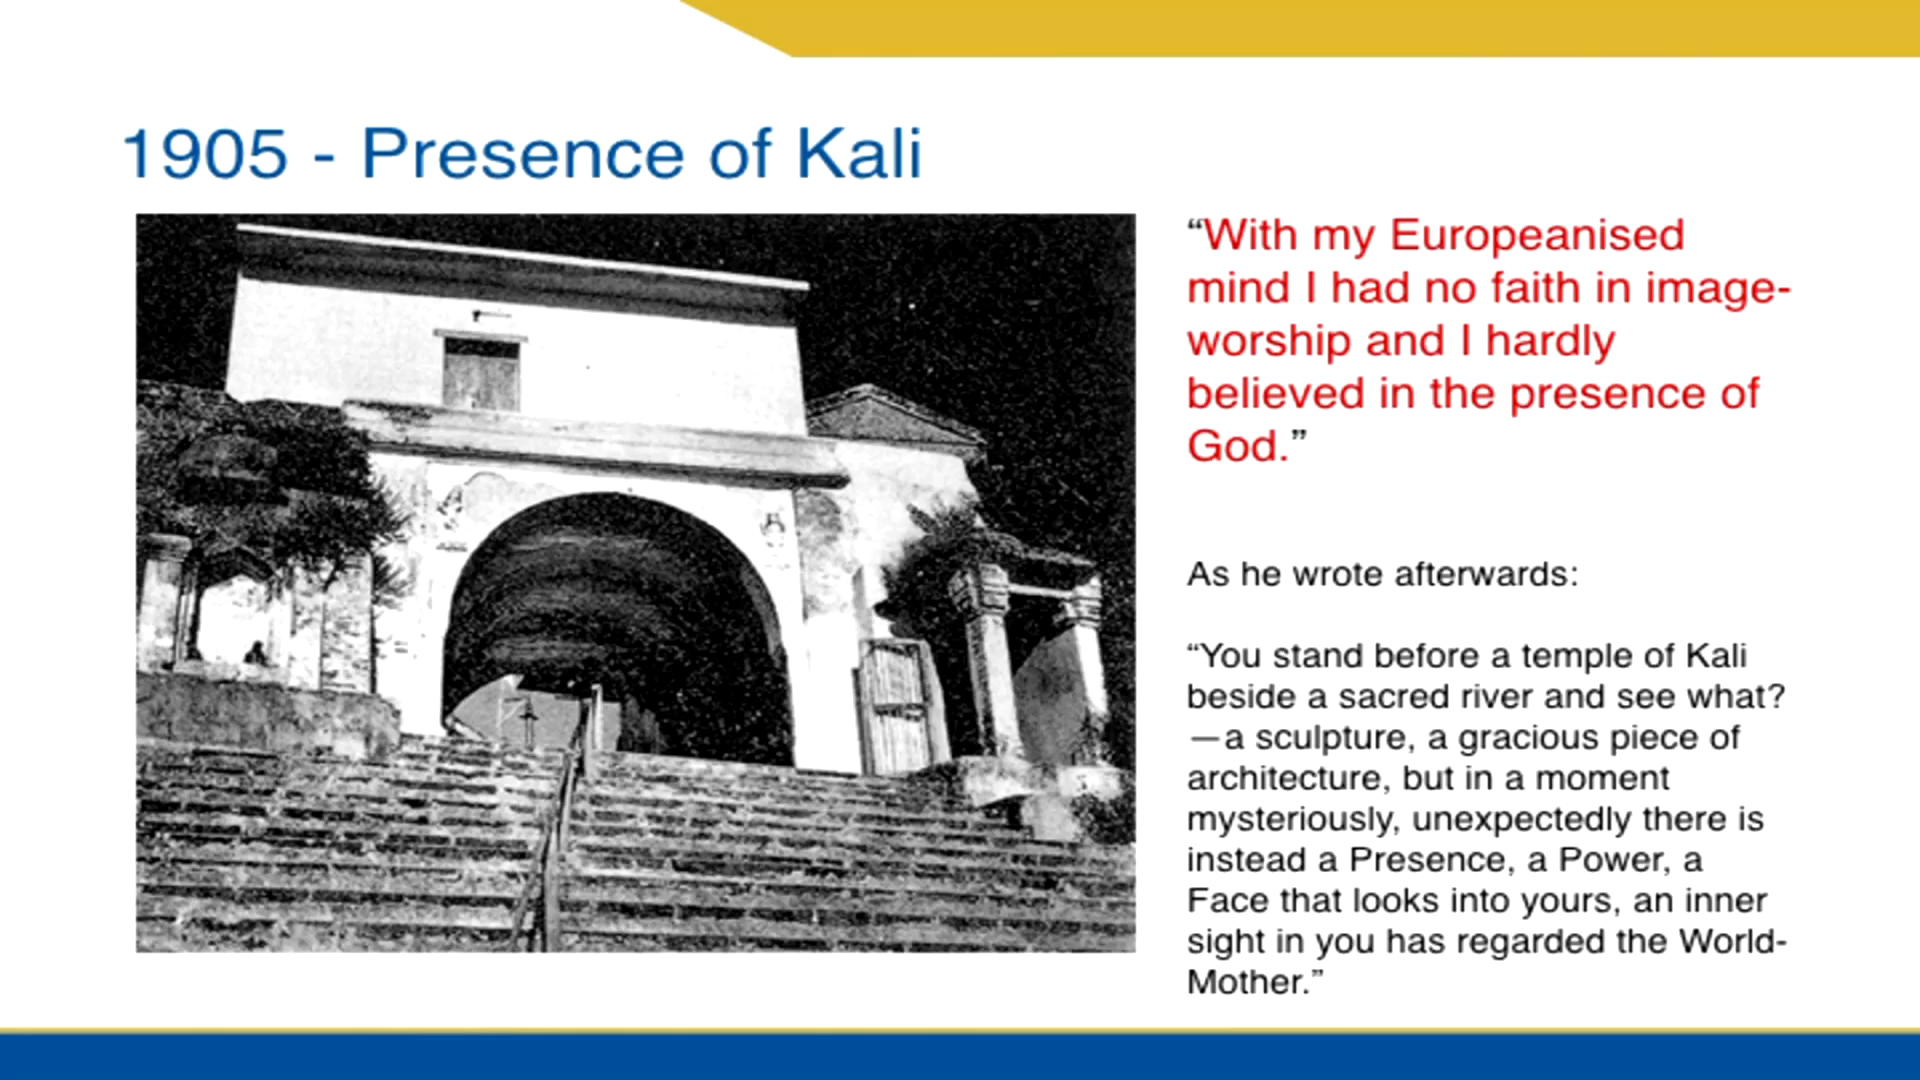 1905 - Presence of Kali
“With my Europeanised
mind I had no faith in image-
worship and I hardly
believed in the presence of
God.”
As he wrote afterwards:
“You stand before a temple of Kali
beside a sacred river and see what?
—a sculpture, a gracious piece of
architecture, but in a moment
mysteriously, unexpectedly there is
instead a Presence, a Power, a
Face that looks into yours, an inner
sight in you has regarded the World-
Mother.”